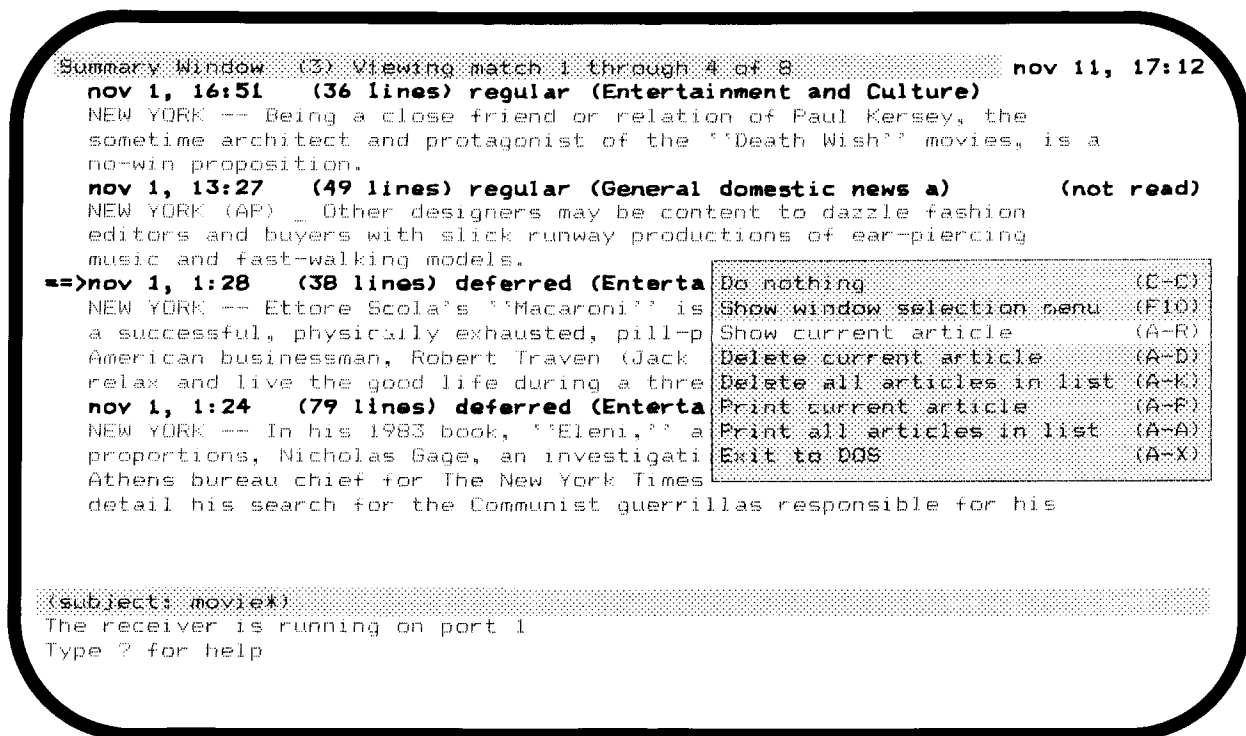 Summary Window (3) Viewing match 1 through 4 of 8 nov 11, 17:12
nov 1, 16:51 (36 lines) regular (Entertainment and Culture)
NEW YORK -- Being a close friend or relation of Paul Kersey, the
sometime architect and protagonist of the ``Death Wish'' movies, is a
no-win proposition.
nov 1, 13:27 (49 lines) regular (General domestic news a) (not read)
NEW YORK (AP) _ Other designers may be content to dazzle fashion
editors and buyers with slick runway productions of ear-piercing
music and fast-walking models.
==>nov 1, 1:28 (38 lines) deferred (Enterta
NEW YORK -- Ettore Scola's ``Macaroni'' is
a successful, physically exhausted, pill-p
American businessman, Robert Traven (Jack
relax and live the good life during a thre
nov 1, 1:24 (79 lines) deferred (Enterta
NEW YORK -- In his 1983 book, ``Eleni,'' a
proportions, Nicholas Gage, an investigati
Athens bureau chief for The New York Times
detail his search for the Communist guerrillas responsible for his
Do nothing (C-C)
Show window selection menu (F10)
Show current article (A-R)
Delete current article (A-D)
Delete all articles in list (A-K)
Print current article (A-P)
Print all articles in list (A-A)
Exit to DOS (A-X)
(subject: movie*)
The receiver is running on port 1
Type ? for help